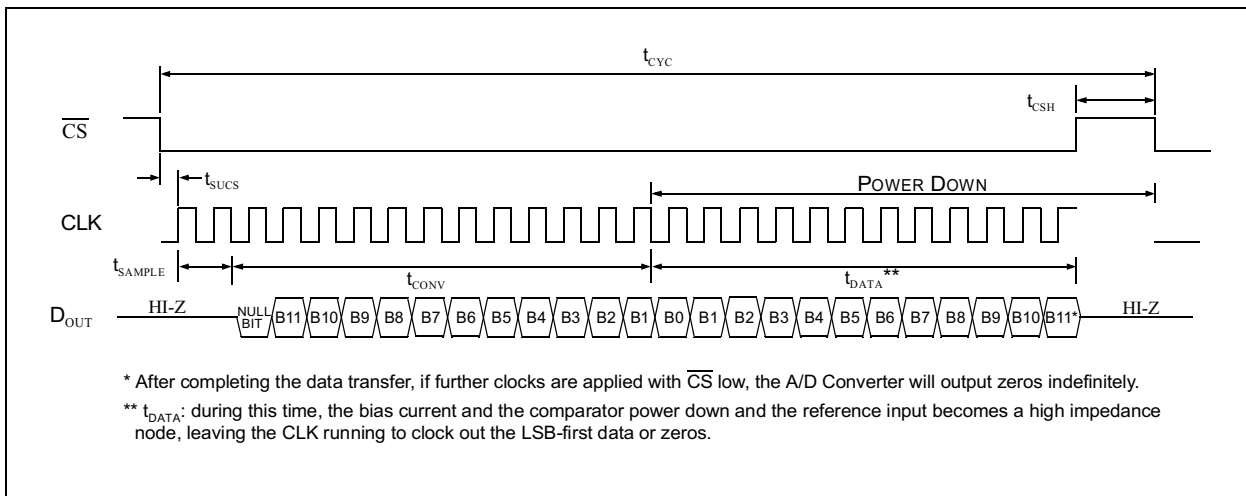 tCYC
tCSH
CS
tSUCS
POWER DOWN
CLK
tSAMPLE
tCONV
tDATA**
DOUT
HI-Z
NULL BIT B11 B10 B9 B8 B7 B6 B5 B4 B3 B2 B1 B0 B1 B2 B3 B4 B5 B6 B7 B8 B9 B10 B11*
HI-Z
* After completing the data transfer, if further clocks are applied with CS low, the A/D Converter will output zeros indefinitely.
** tDATA: during this time, the bias current and the comparator power down and the reference input becomes a high impedance
node, leaving the CLK running to clock out the LSB-first data or zeros.